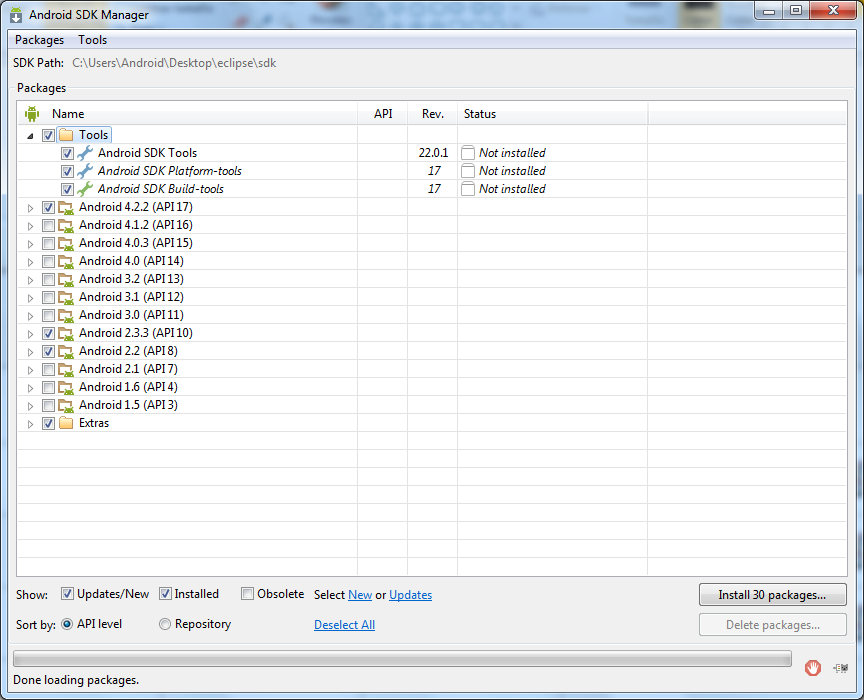 Android SDK Manager
Packages Tools
SDK Path: C:\Users\Android\Desktop\eclipse\sdk
Packages
Name API Rev. Status
Tools
Android SDK Tools 22.0.1 Not installed
Android SDK Platform-tools 17 Not installed
Android SDK Build-tools 17 Not installed
Android 4.2.2 (API 17)
Android 4.1.2 (API 16)
Android 4.0.3 (API 15)
Android 4.0 (API 14)
Android 3.2 (API 13)
Android 3.1 (API 12)
Android 3.0 (API 11)
Android 2.3.3 (API 10)
Android 2.2 (API 8)
Android 2.1 (API 7)
Android 1.6 (API 4)
Android 1.5 (API 3)
Extras
Show: Updates/New Installed Obsolete Select New or Updates Install 30 packages...
Sort by: API level Repository Deselect All Delete packages...
Done loading packages.